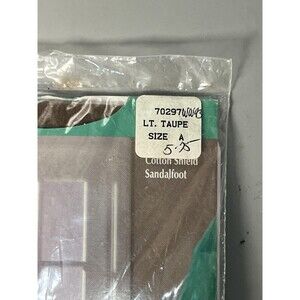 70297
LT. TAUPE
SIZE A
5.75
Cotton Shield
Sandalfoot